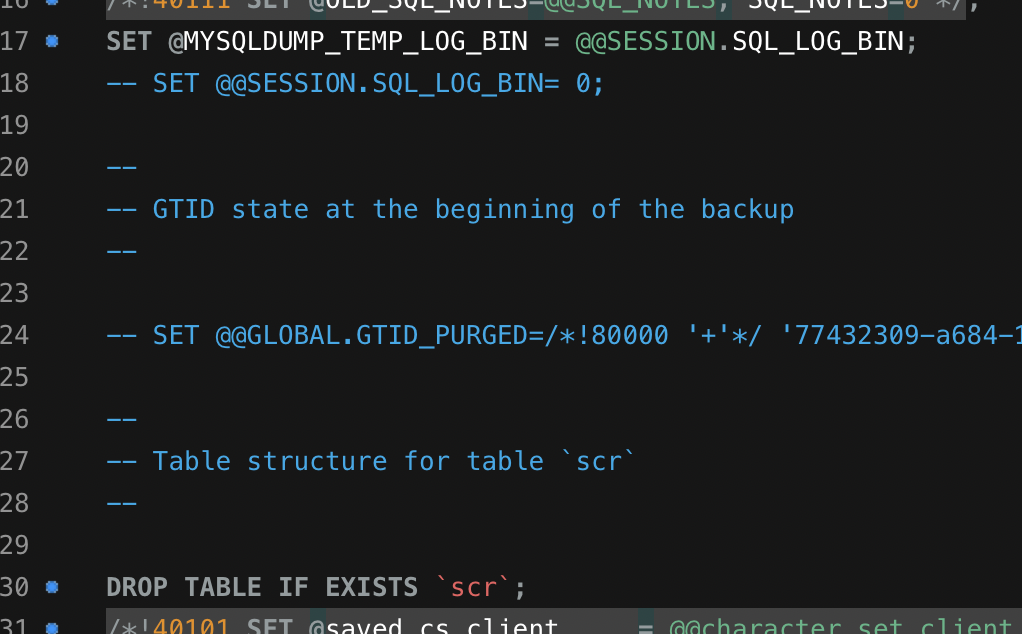 16 /*!40111 SET @OLD_SQL_NOTES=@@SQL_NOTES, SQL_NOTES=0 */;
17 SET @MYSQLDUMP_TEMP_LOG_BIN = @@SESSION.SQL_LOG_BIN;
18 -- SET @@SESSION.SQL_LOG_BIN= 0;
19
20 --
21 -- GTID state at the beginning of the backup
22 --
23
24 -- SET @@GLOBAL.GTID_PURGED=/*!80000 '+'*/ '77432309-a684-1
25
26 --
27 -- Table structure for table `scr`
28 --
29
30 DROP TABLE IF EXISTS `scr`;
31 /*!40101 SET @saved_cs_client     = @@character_set_client